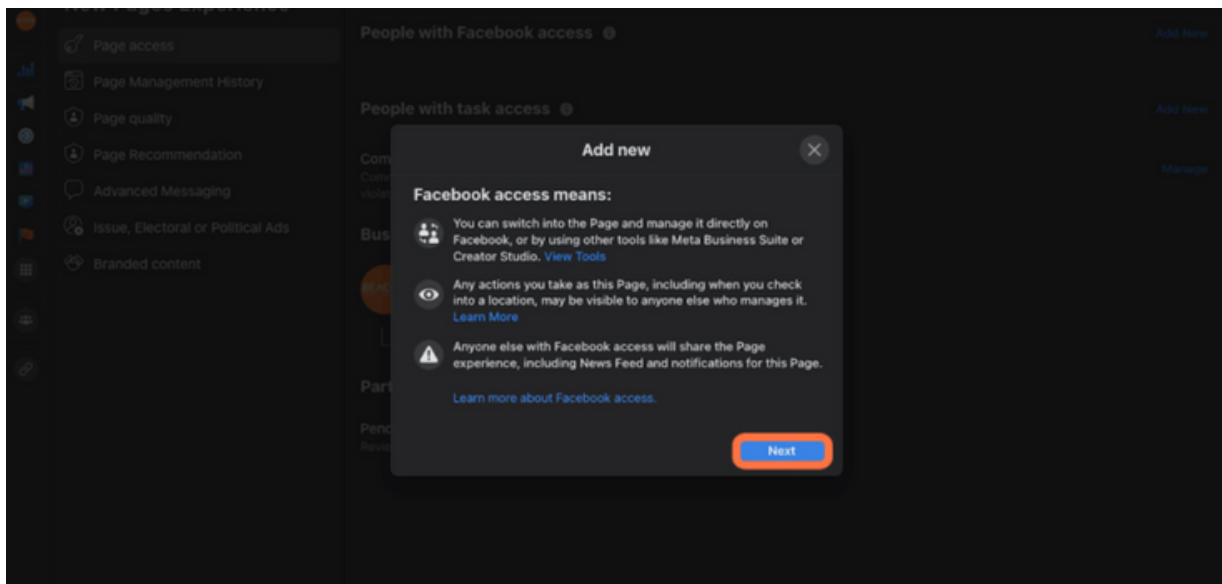 New Pages Experience
Page access
Page Management History
Page quality
Page Recommendation
Advanced Messaging
Issue, Electoral or Political Ads
Branded content
People with Facebook access
Add New
People with task access
Add New
Manage
Add new
Facebook access means:
You can switch into the Page and manage it directly on
Facebook, or by using other tools like Meta Business Suite or
Creator Studio. View Tools
Any actions you take as this Page, including when you check
into a location, may be visible to anyone else who manages it.
Learn More
Anyone else with Facebook access will share the Page
experience, including News Feed and notifications for this Page.
Learn more about Facebook access.
Next